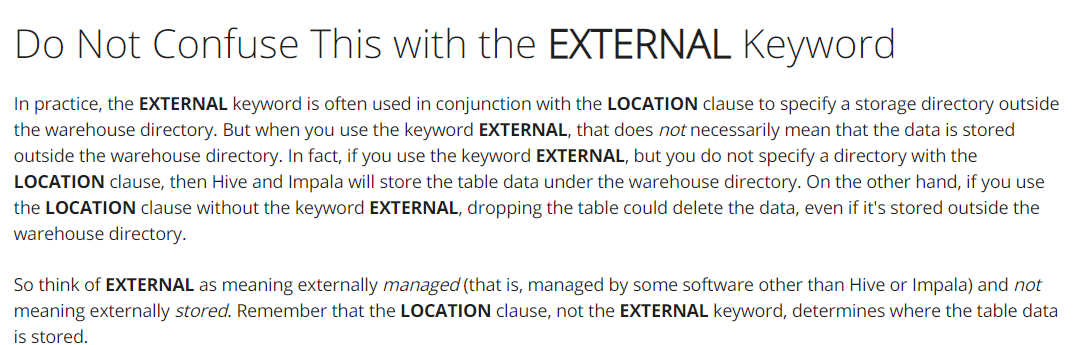 Do Not Confuse This with the EXTERNAL Keyword
In practice, the EXTERNAL keyword is often used in conjunction with the LOCATION clause to specify a storage directory outside
the warehouse directory. But when you use the keyword EXTERNAL, that does not necessarily mean that the data is stored
outside the warehouse directory. In fact, if you use the keyword EXTERNAL, but you do not specify a directory with the
LOCATION clause, then Hive and Impala will store the table data under the warehouse directory. On the other hand, if you use
the LOCATION clause without the keyword EXTERNAL, dropping the table could delete the data, even if it's stored outside the
warehouse directory.
So think of EXTERNAL as meaning externally managed (that is, managed by some software other than Hive or Impala) and not
meaning externally stored. Remember that the LOCATION clause, not the EXTERNAL keyword, determines where the table data
is stored.